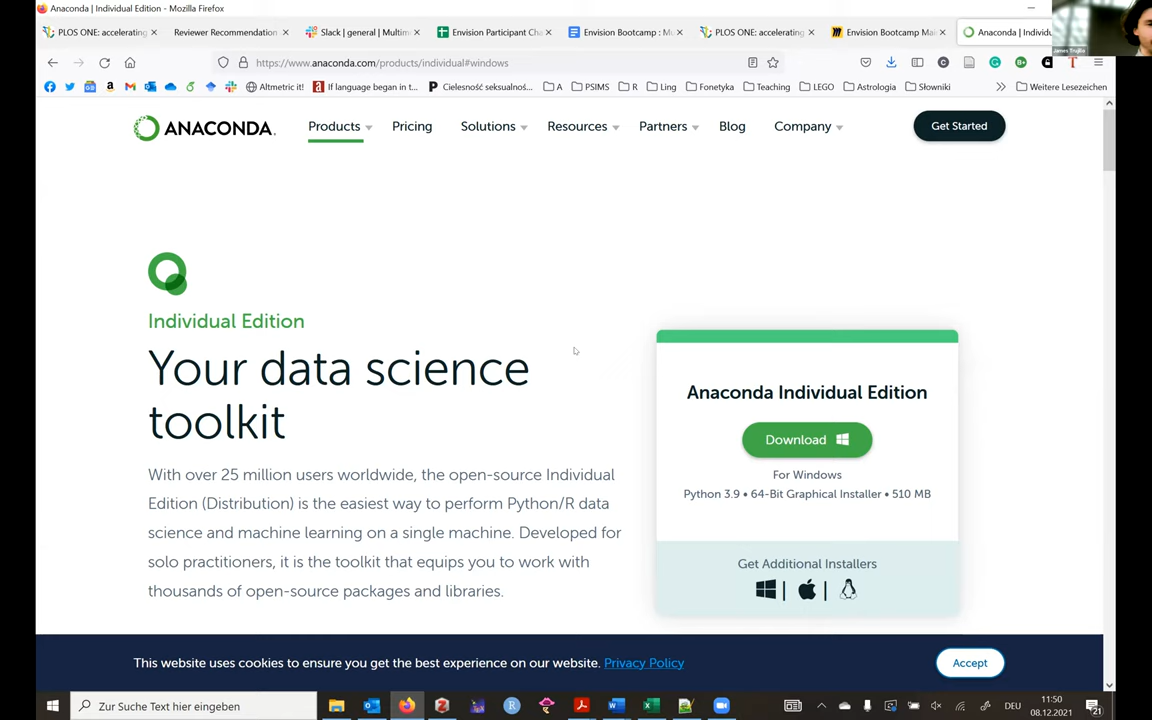 Anaconda | Individual Edition - Mozilla Firefox
PLOS ONE: accelerating
Reviewer Recommendation
Slack | general | Multim
Envision Participant Cha
Envision Bootcamp : Mu
PLOS ONE: accelerating
Envision Bootcamp Mai
Anaconda | Individu
James Trujillo
https://www.anaconda.com/products/individual#windows
Altmetric it!
If language began in t...
Cielesność seksualnoś...
A
PSIMS
R
Ling
Fonetyka
Teaching
LEGO
Astrologia
Słowniki
Weitere Lesezeichen
ANACONDA.
Products
Pricing
Solutions
Resources
Partners
Blog
Company
Get Started
Individual Edition
Your data science
toolkit
With over 25 million users worldwide, the open-source Individual
Edition (Distribution) is the easiest way to perform Python/R data
science and machine learning on a single machine. Developed for
solo practitioners, it is the toolkit that equips you to work with
thousands of open-source packages and libraries.
Anaconda Individual Edition
Download
For Windows
Python 3.9 • 64-Bit Graphical Installer • 510 MB
Get Additional Installers
This website uses cookies to ensure you get the best experience on our website. Privacy Policy
Accept
Zur Suche Text hier eingeben
DEU
11:50
08.12.2021
21